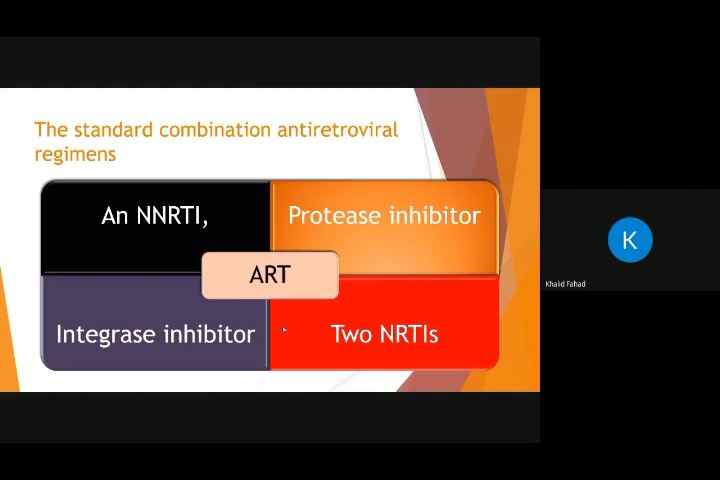 The standard combination antiretroviral
regimens
An NNRTI,
Protease inhibitor
ART
Integrase inhibitor
Two NRTIs
K
Khalid Fahad